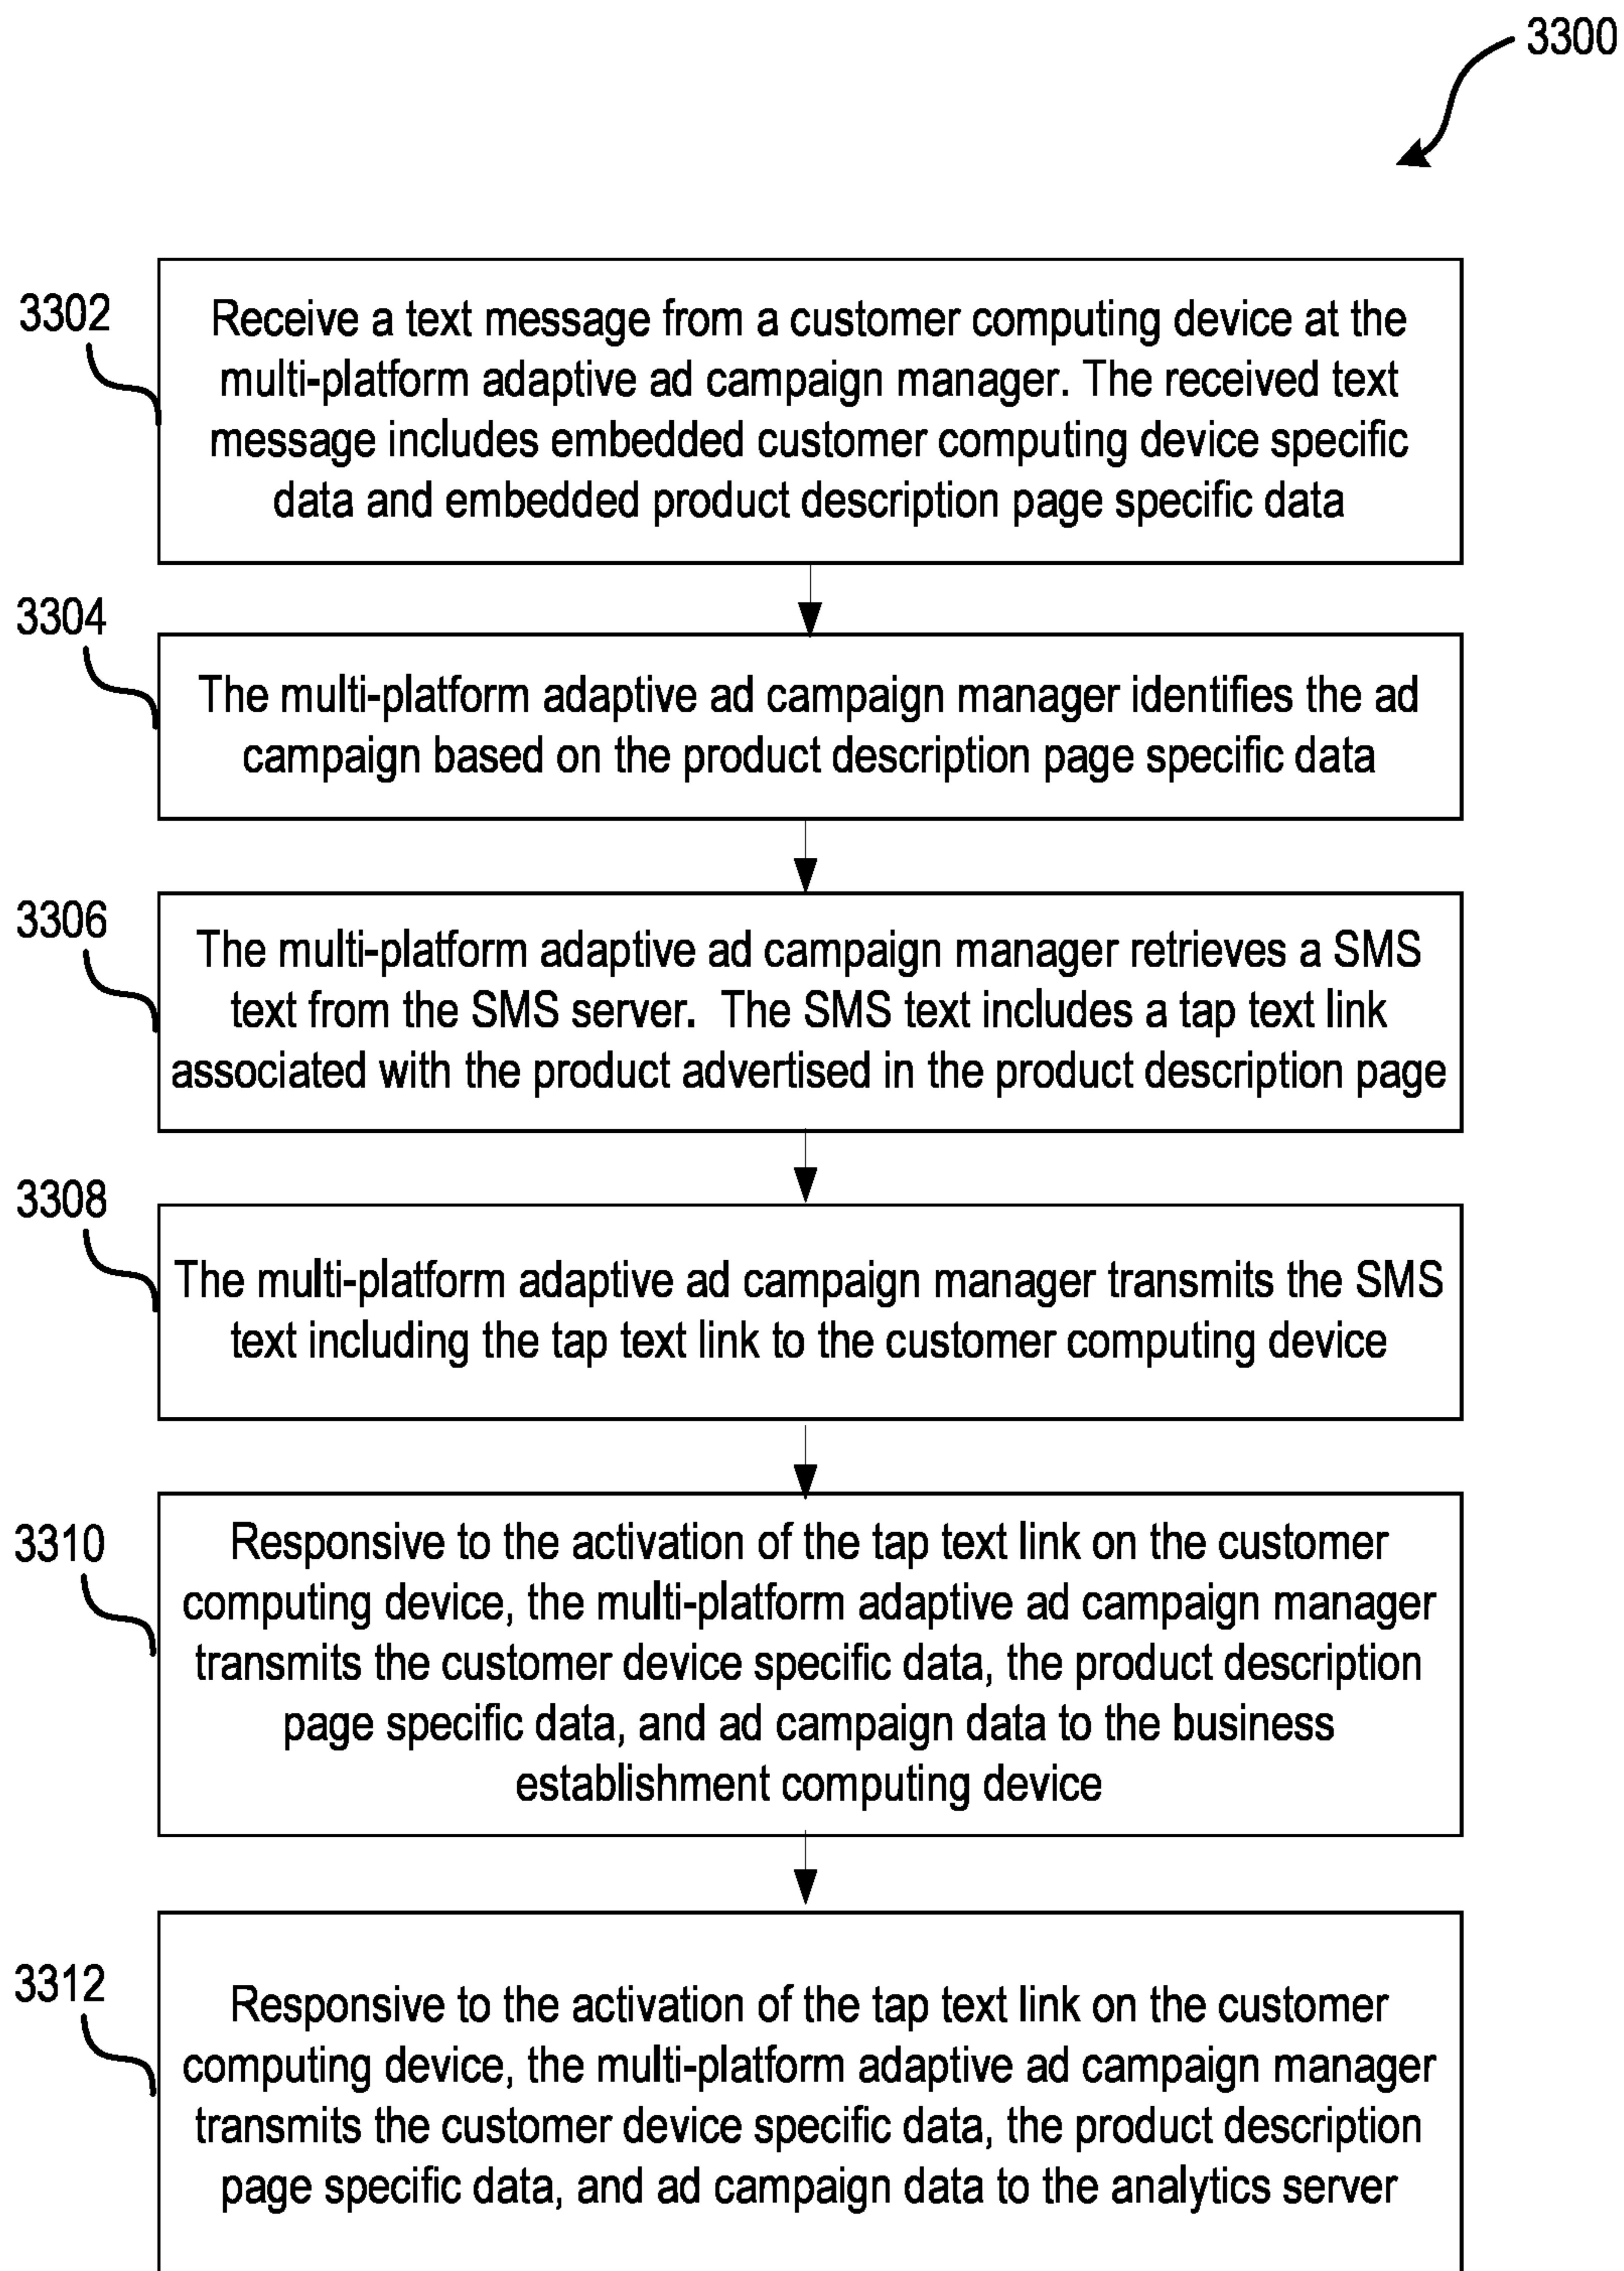 3300
3302
Receive a text message from a customer computing device at the
multi-platform adaptive ad campaign manager. The received text
message includes embedded customer computing device specific
data and embedded product description page specific data
3304
The multi-platform adaptive ad campaign manager identifies the ad
campaign based on the product description page specific data
3306
The multi-platform adaptive ad campaign manager retrieves a SMS
text from the SMS server.  The SMS text includes a tap text link
associated with the product advertised in the product description page
3308
The multi-platform adaptive ad campaign manager transmits the SMS
text including the tap text link to the customer computing device
3310
Responsive to the activation of the tap text link on the customer
computing device, the multi-platform adaptive ad campaign manager
transmits the customer device specific data, the product description
page specific data, and ad campaign data to the business
establishment computing device
3312
Responsive to the activation of the tap text link on the customer
computing device, the multi-platform adaptive ad campaign manager
transmits the customer device specific data, the product description
page specific data, and ad campaign data to the analytics server